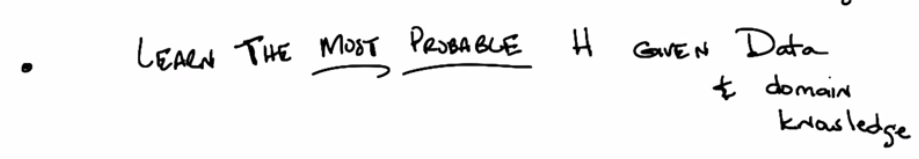 • LEARN THE MOST PROBABLE H GIVEN Data
& domain
knowledge